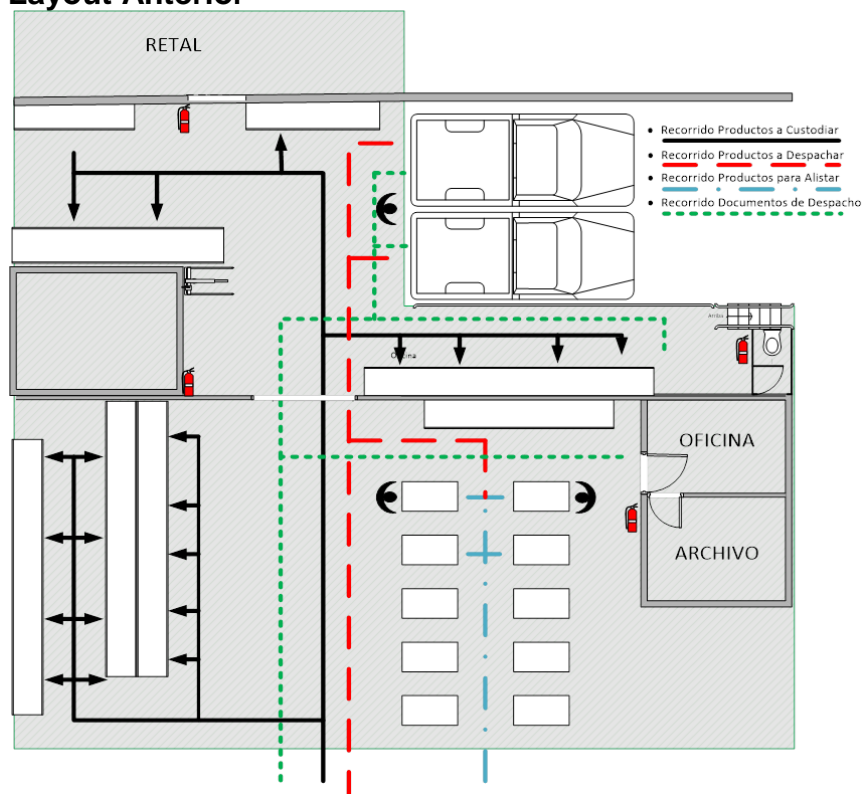 Layout Anterior
RETAL
• Recorrido Productos a Custodiar
• Recorrido Productos a Despachar
• Recorrido Productos para Alistar
• Recorrido Documentos de Despacho
Oficina
OFICINA
ARCHIVO